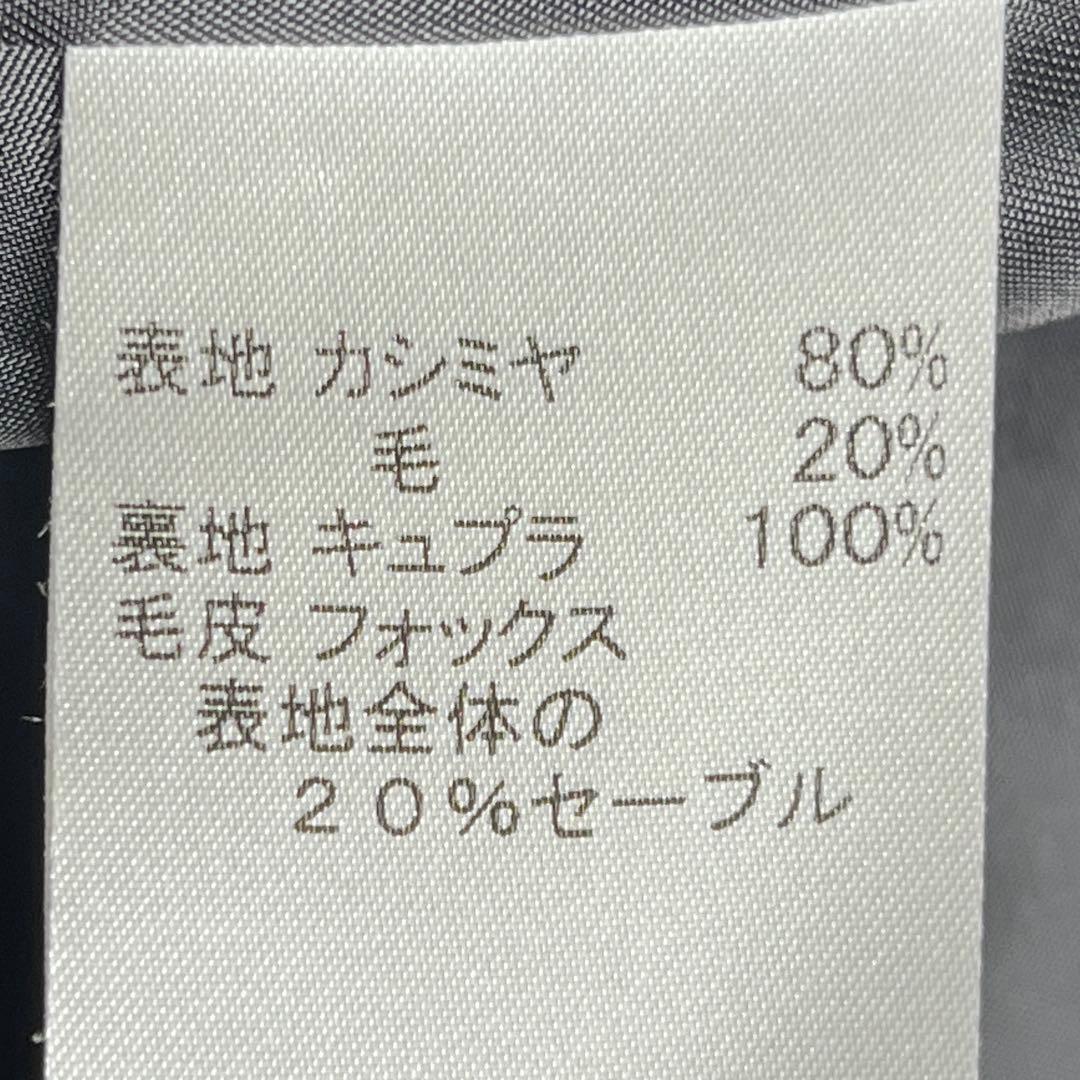 表地 カシミヤ 80%
毛 20%
裏地 キュプラ 100%
毛皮 フォックス
表地全体の
２０％セーブル